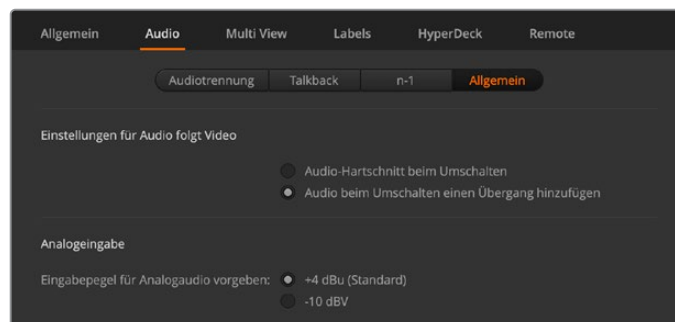 Allgemein Audio Multi View Labels HyperDeck Remote
Audiotrennung Talkback n-1 Allgemein
Einstellungen für Audio folgt Video
Audio-Hartschnitt beim Umschalten
Audio beim Umschalten einen Übergang hinzufügen
Analogeingabe
Eingabepegel für Analogaudio vorgeben: +4 dBu (Standard)
-10 dBV